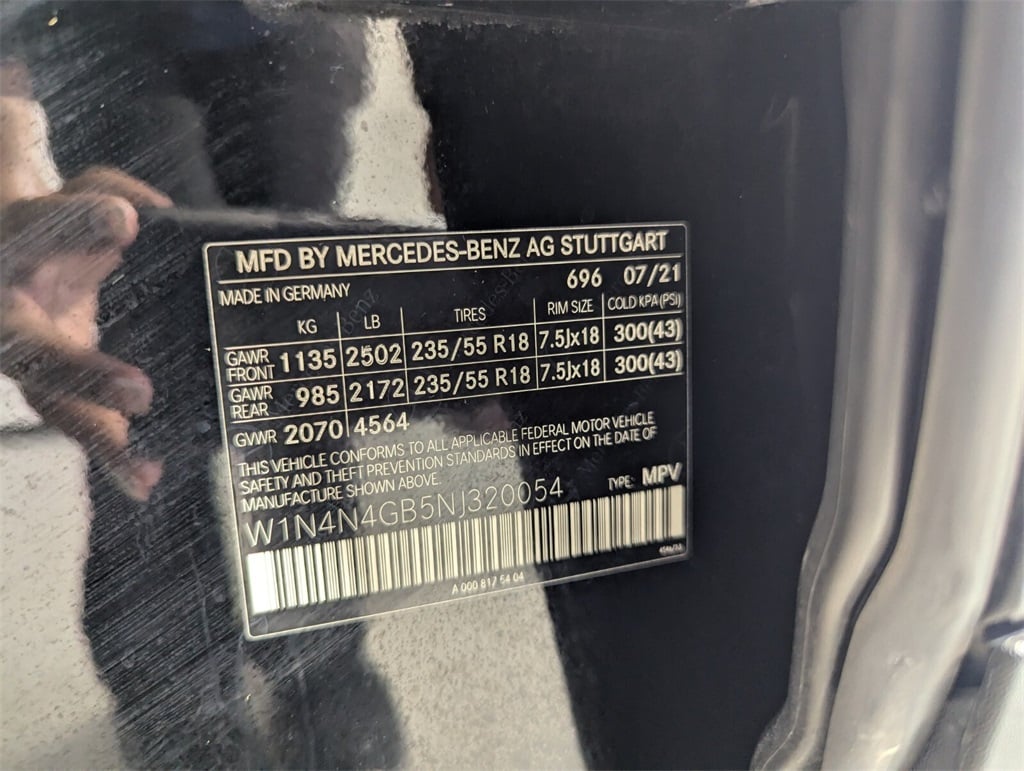 MFD BY MERCEDES-BENZ AG STUTTGART
MADE IN GERMANY 696 07/21
KG LB TIRES RIM SIZE COLD KPA (PSI)
GAWR FRONT 1135 2502 235/55 R18 7.5Jx18 300(43)
GAWR REAR 985 2172 235/55 R18 7.5Jx18 300(43)
GVWR 2070 4564
THIS VEHICLE CONFORMS TO ALL APPLICABLE FEDERAL MOTOR VEHICLE
SAFETY AND THEFT PREVENTION STANDARDS IN EFFECT ON THE DATE OF
MANUFACTURE SHOWN ABOVE.
W1N4N4GB5NJ320054 TYPE: MPV
A 000 817 54 04